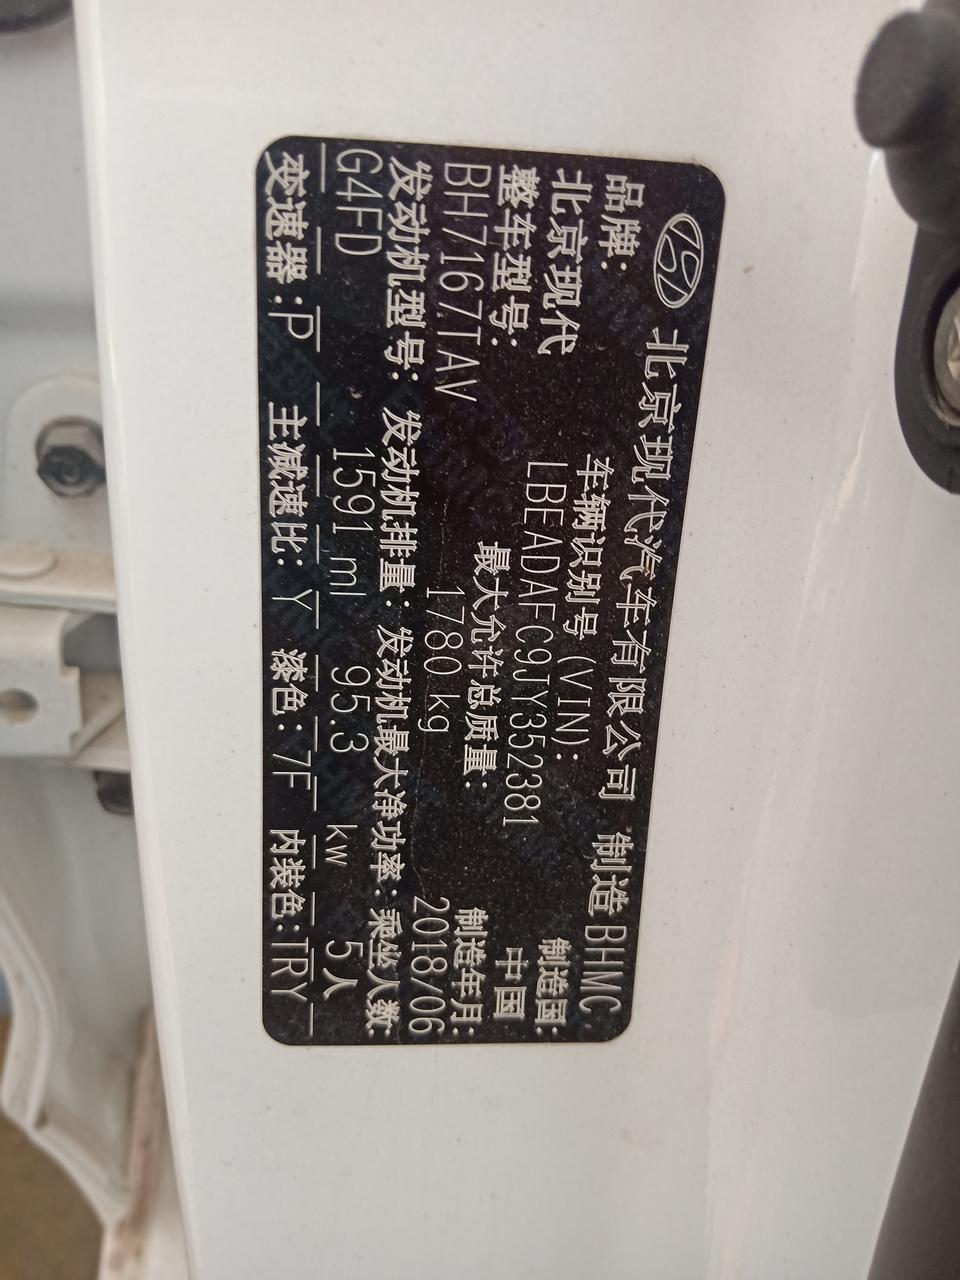 北京现代汽车有限公司 制造 BHMC
品牌: 车辆识别号 (VIN): 制造国:
北京现代 LBEADAFC9JY352381 中国
整车型号: 最大允许总质量: 制造年月:
BH7167TAV 1780 kg 2018/06
发动机型号: 发动机排量: 发动机最大净功率: 乘坐人数:
G4FD 1591 ml 95.3 kw 5人
变速器:P 主减速比: Y 漆色: 7F 内装色:TRY